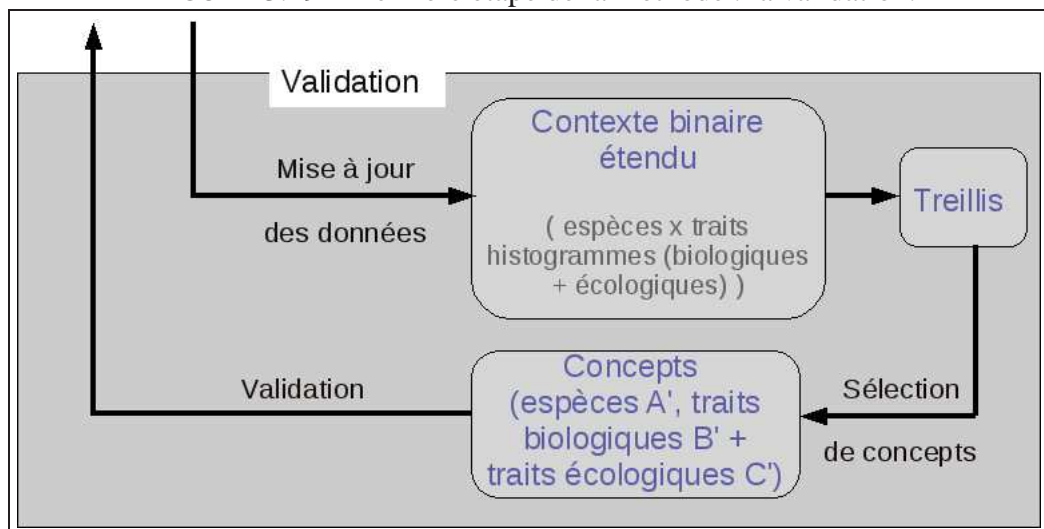 Validation
Contexte binaire
étendu
( espèces x traits
histogrammes (biologiques
+ écologiques) )
Mise à jour
des données
Treillis
Sélection
de concepts
Concepts
(espèces A', traits
biologiques B' +
traits écologiques C')
Validation